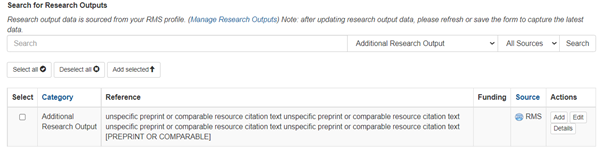 Search for Research Outputs
Research output data is sourced from your RMS profile. (Manage Research Outputs) Note: after updating research output data, please refresh or save the form to capture the latest
data.
Search Additional Research Output All Sources Search
Select all Deselect all Add selected
Select Category Reference Funding Source Actions
Additional Research Output
unspecific preprint or comparable resource citation text unspecific preprint or comparable resource citation text
unspecific preprint or comparable resource citation text unspecific preprint or comparable resource citation text
[PREPRINT OR COMPARABLE]
RMS
Add Edit
Details